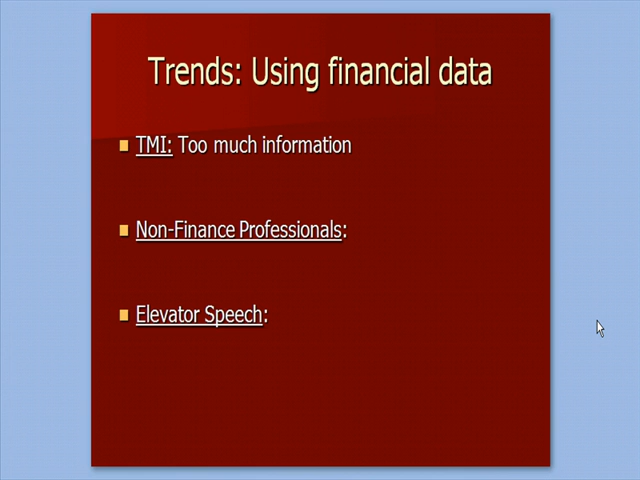 Trends: Using financial data
TMI: Too much information
Non-Finance Professionals:
Elevator Speech: